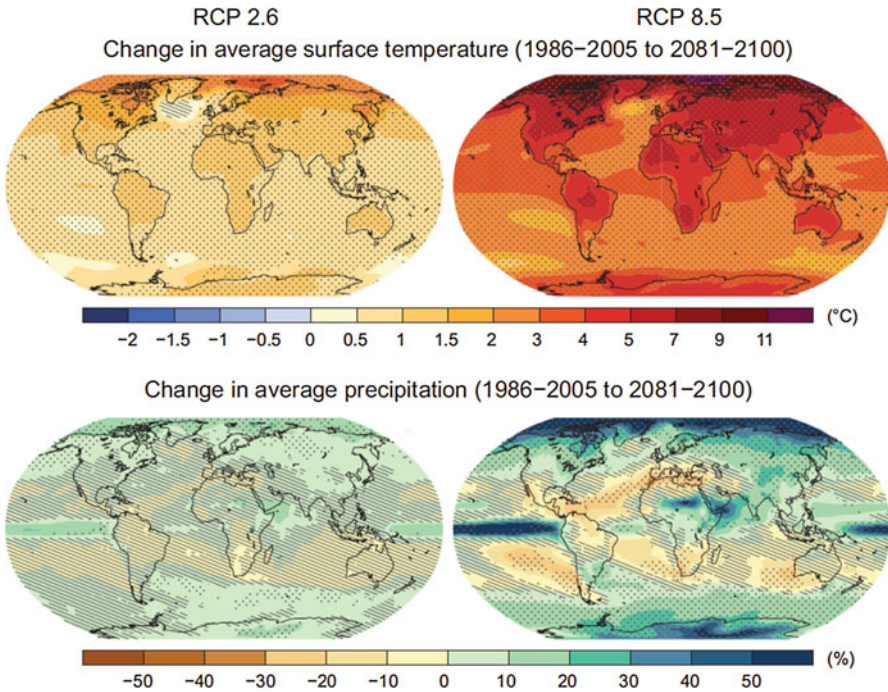 RCP 2.6 RCP 8.5
Change in average surface temperature (1986−2005 to 2081−2100)
−2 −1.5 −1 −0.5 0 0.5 1 1.5 2 3 4 5 7 9 11 (°C)
Change in average precipitation (1986−2005 to 2081−2100)
−50 −40 −30 −20 −10 0 10 20 30 40 50 (%)